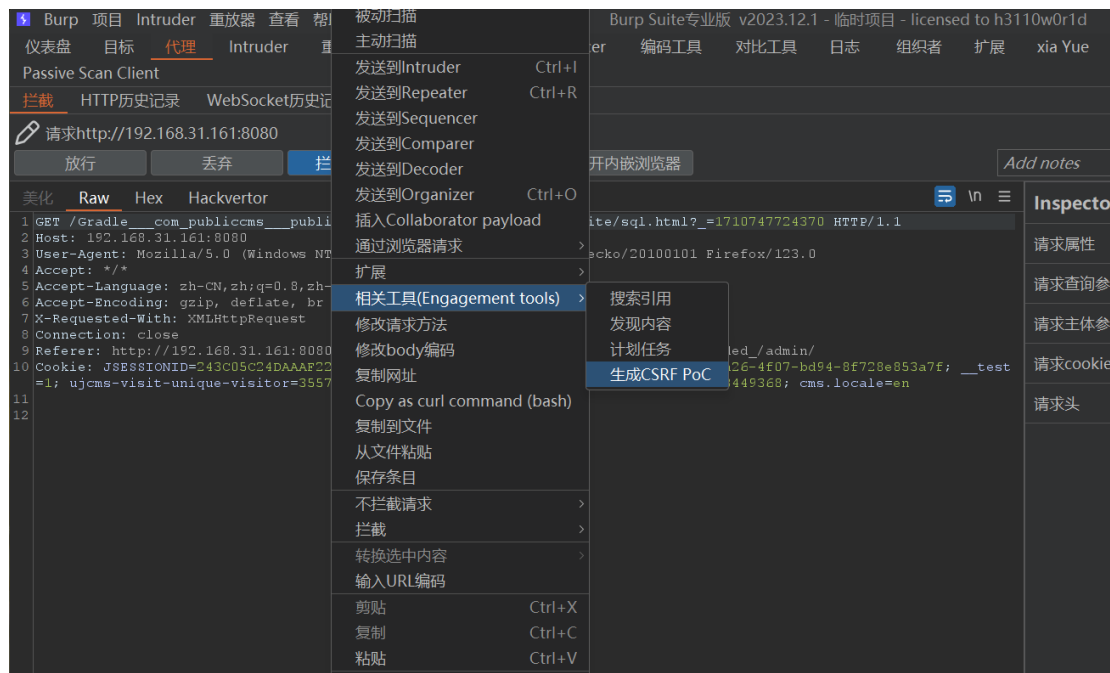 Burp 项目 Intruder 重放器 查看 Burp Suite专业版 v2023.12.1 - 临时项目 - licensed to h3110w0r1d
仪表盘 目标 代理 Intruder 编码工具 对比工具 日志 组织者 扩展 xia Yue
Passive Scan Client
拦截 HTTP历史记录 WebSocket历史记
请求http://192.168.31.161:8080
放行 丢弃 开内嵌浏览器 Add notes
美化 Raw Hex Hackvertor \n Inspecto
1 GET /Gradle___com_publiccms___publi ite/sql.html?_=1710747724370 HTTP/1.1
2 Host: 192.168.31.161:8080
3 User-Agent: Mozilla/5.0 (Windows NT ecko/20100101 Firefox/123.0
4 Accept: */*
5 Accept-Language: zh-CN,zh;q=0.8,zh-
6 Accept-Encoding: gzip, deflate, br
7 X-Requested-With: XMLHttpRequest
8 Connection: close
9 Referer: http://192.168.31.161:8080 ed_/admin/
10 Cookie: JSESSIONID=243C05C24DAAAF22 a26-4f07-bd94-8f728e853a7f; __test
=1; ujcms-visit-unique-visitor=3557 3449368; cms.locale=en
11
12
被动扫描
主动扫描
发送到Intruder Ctrl+I
发送到Repeater Ctrl+R
发送到Sequencer
发送到Comparer
发送到Decoder
发送到Organizer Ctrl+O
插入Collaborator payload
通过浏览器请求
扩展
相关工具(Engagement tools)
修改请求方法
修改body编码
复制网址
Copy as curl command (bash)
复制到文件
从文件粘贴
保存条目
不拦截请求
拦截
转换选中内容
输入URL编码
剪贴 Ctrl+X
复制 Ctrl+C
粘贴 Ctrl+V
搜索引用
发现内容
计划任务
生成CSRF PoC
请求属性
请求查询参
请求主体参
请求cookie
请求头